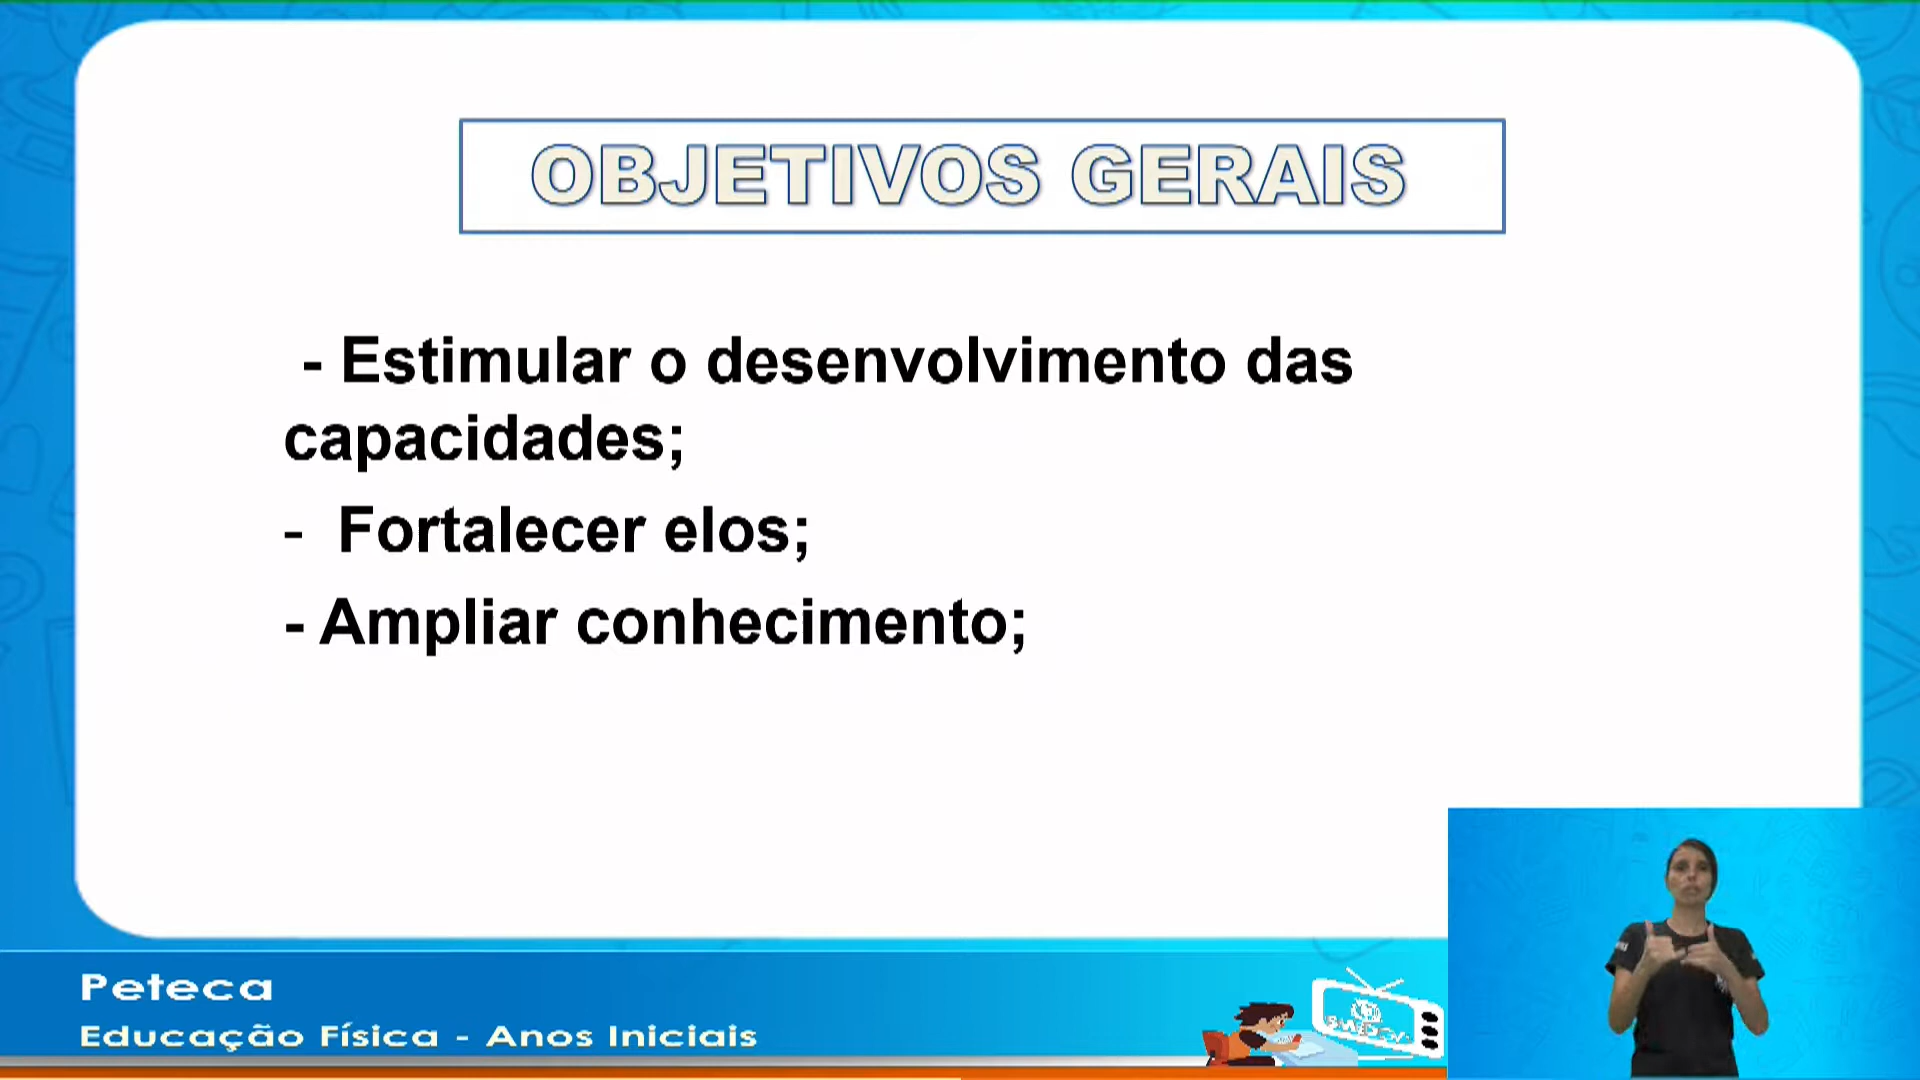 OBJETIVOS GERAIS
- Estimular o desenvolvimento das
capacidades;
- Fortalecer elos;
- Ampliar conhecimento;
Peteca
Educação Física - Anos Iniciais